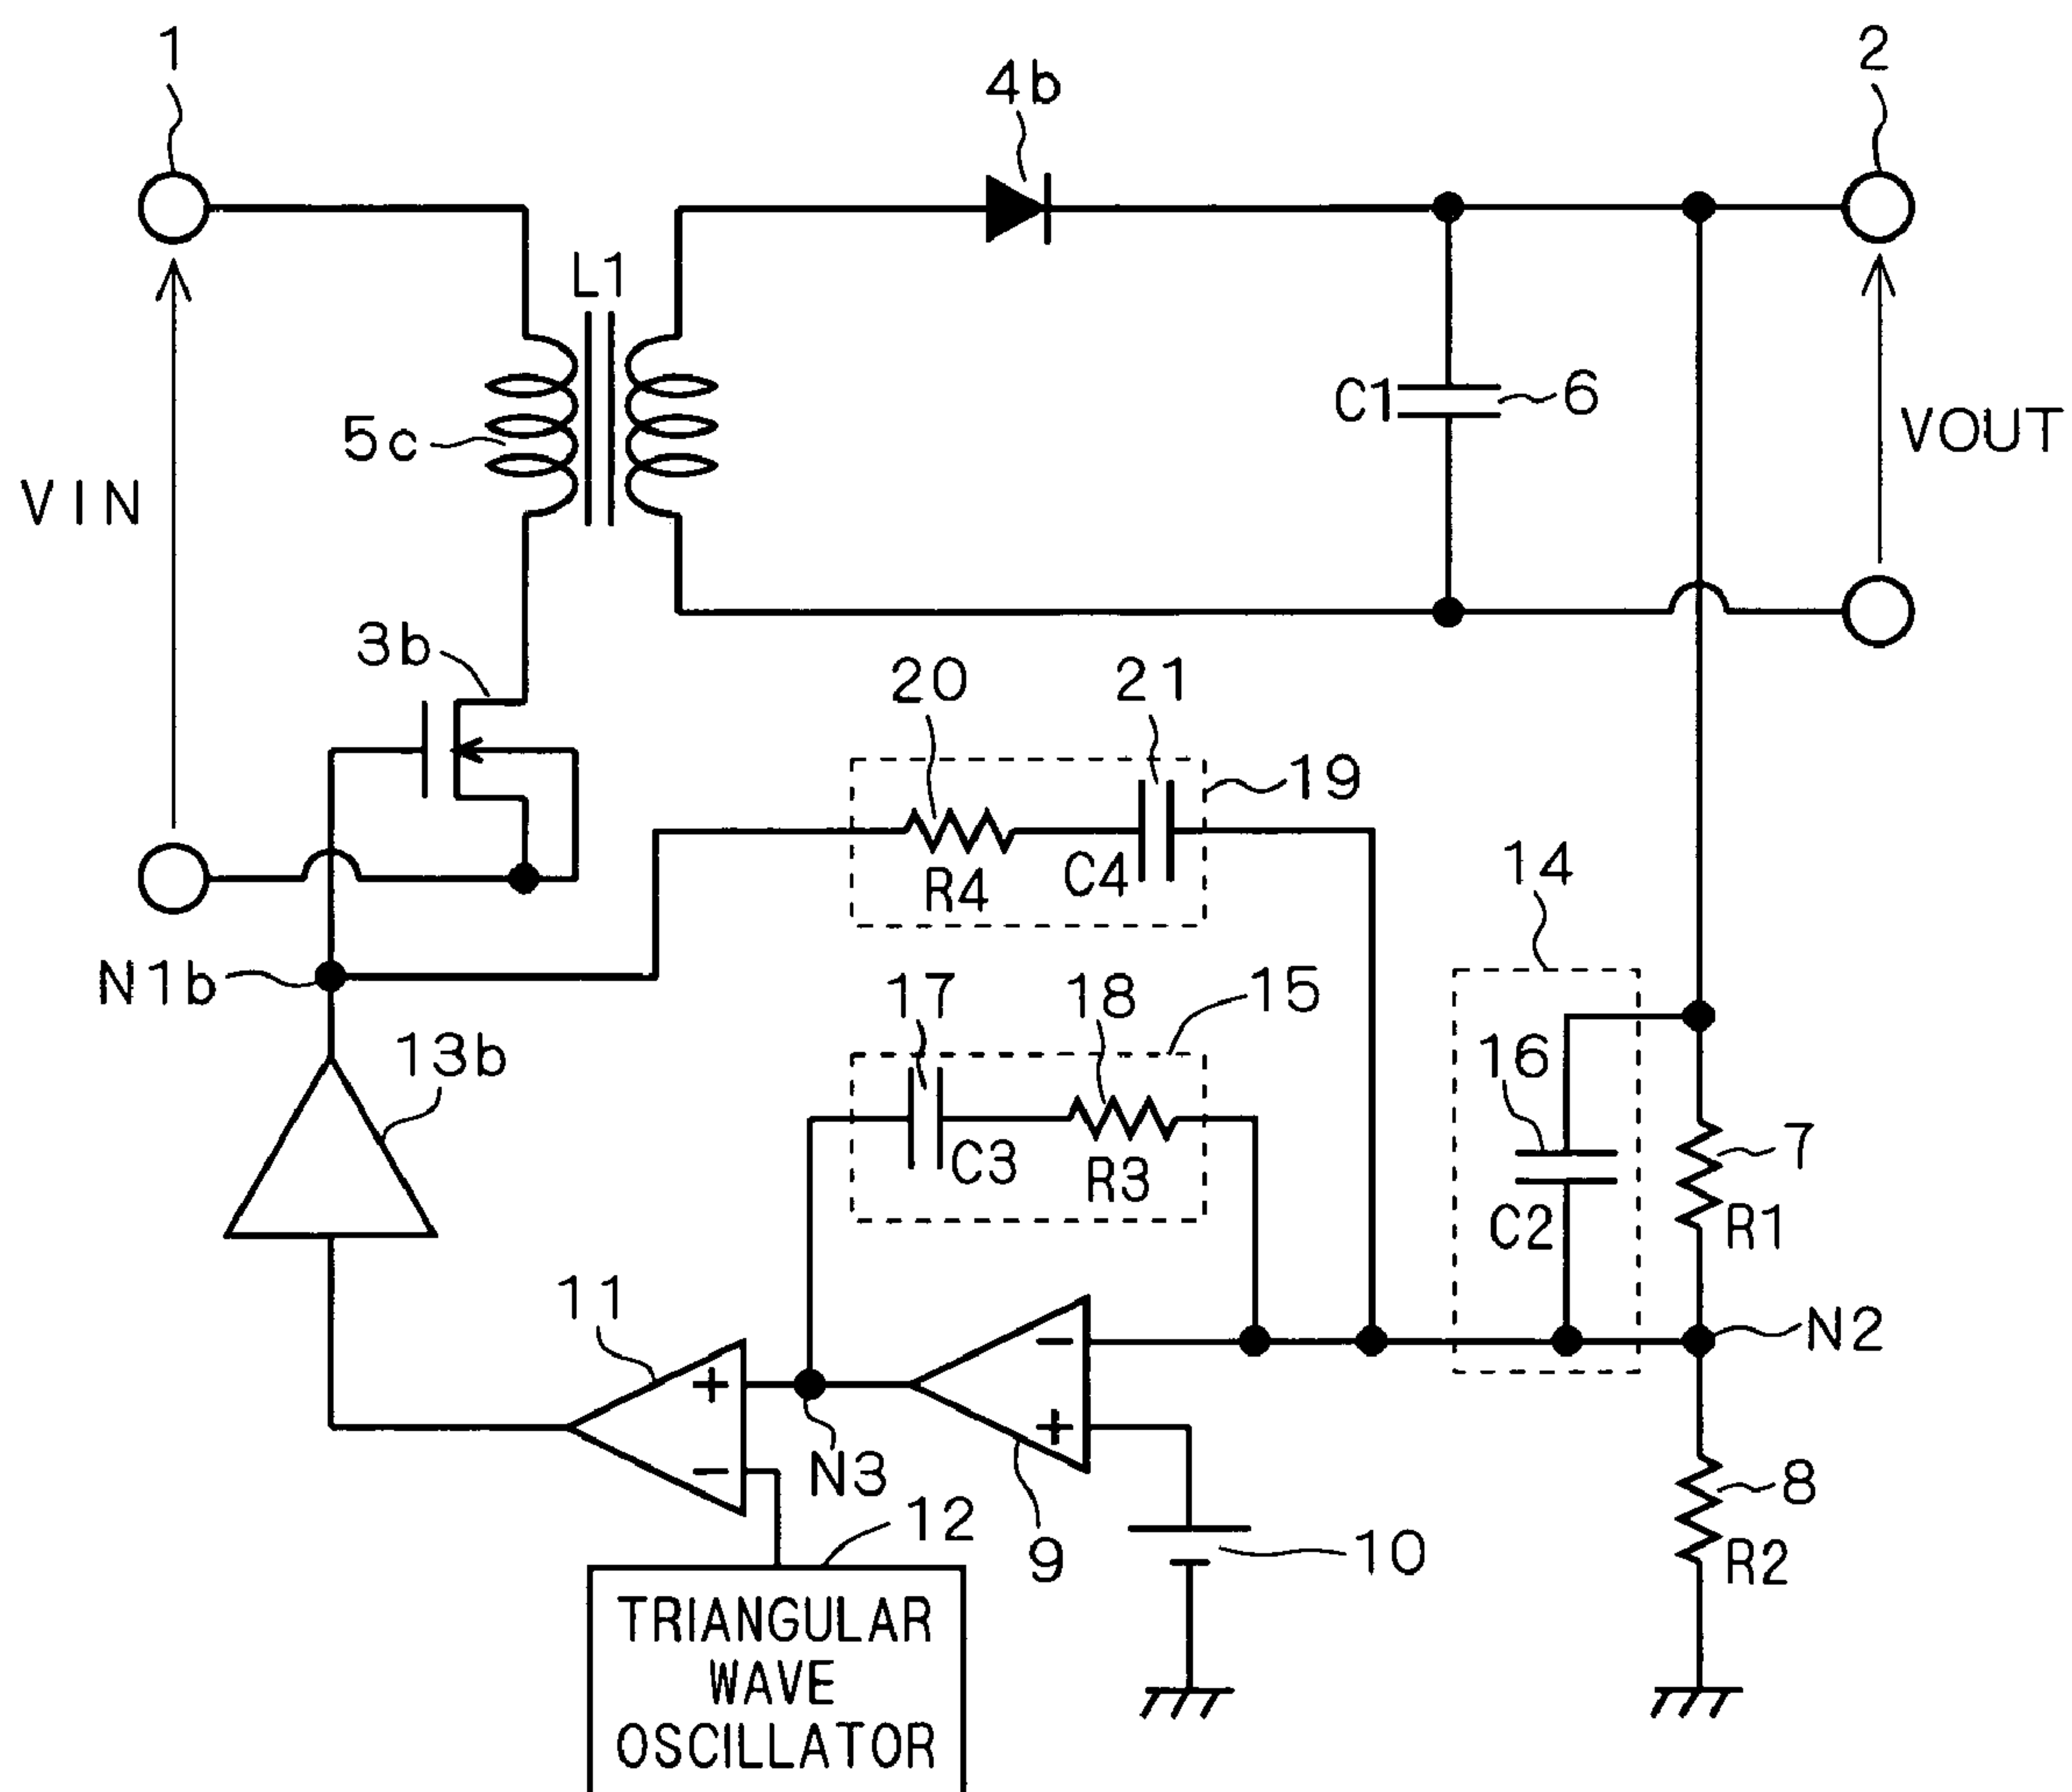 1
2
4b
L1
C1
6
5c
VOUT
VIN
3b
20
21
19
R4
C4
14
N1b
17
18
15
13b
16
C3
R3
7
C2
R1
11
N2
N3
8
12
9
10
R2
TRIANGULAR
WAVE
OSCILLATOR